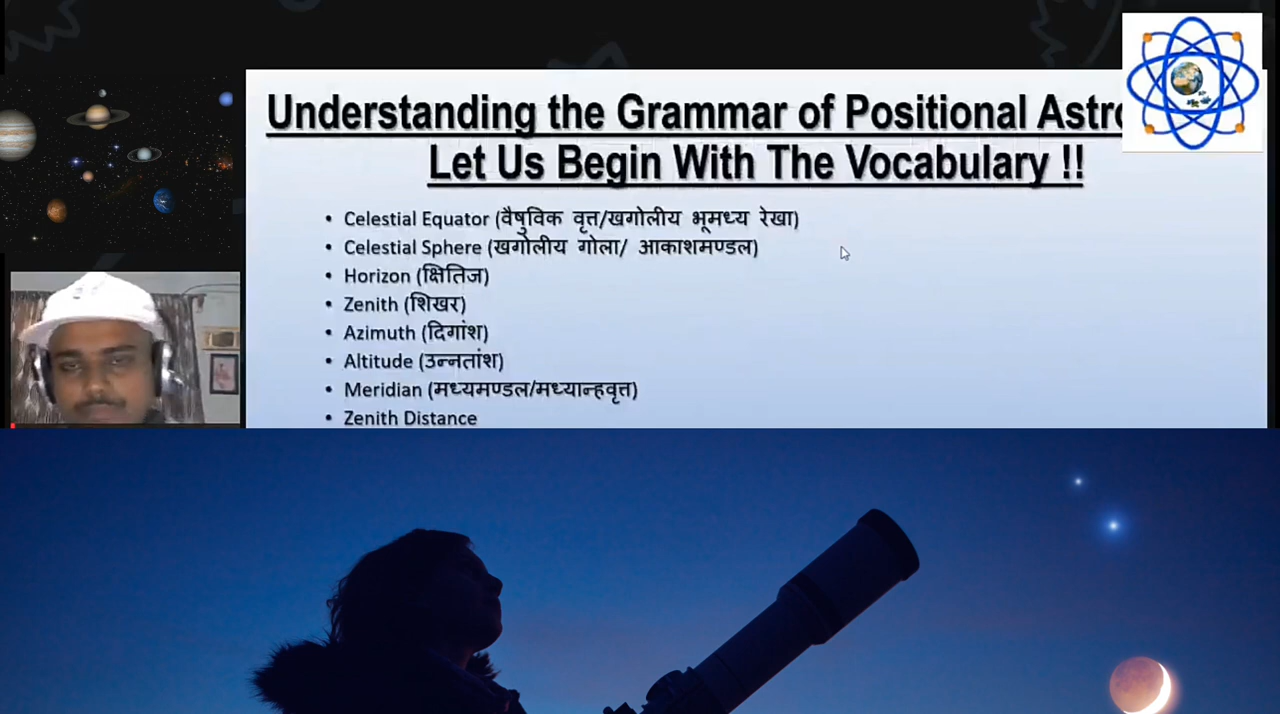 Understanding the Grammar of Positional
Let Us Begin With The Vocabulary !!
• Celestial Equator (वैषुविक वृत्त/खगोलीय भूमध्य रेखा)
• Celestial Sphere (खगोलीय गोला/ आकाशमण्डल)
• Horizon (क्षितिज)
• Zenith (शिखर)
• Azimuth (दिगांश)
• Altitude (उन्नतांश)
• Meridian (मध्यमण्डल/मध्यान्हवृत्त)
• Zenith Distance